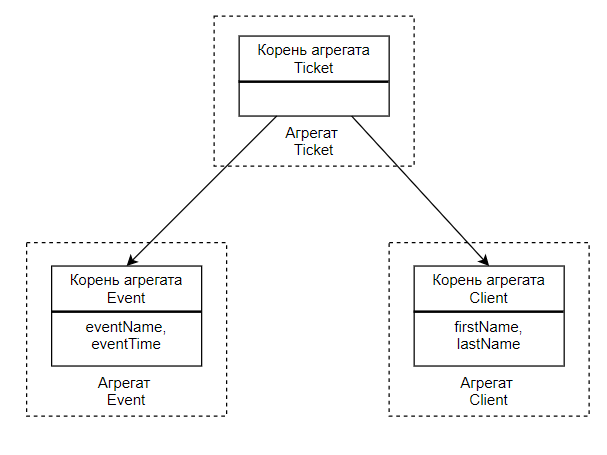 Корень агрегата
Ticket
Агрегат
Ticket
Корень агрегата
Event
eventName,
eventTime
Агрегат
Event
Корень агрегата
Client
firstName,
lastName
Агрегат
Client